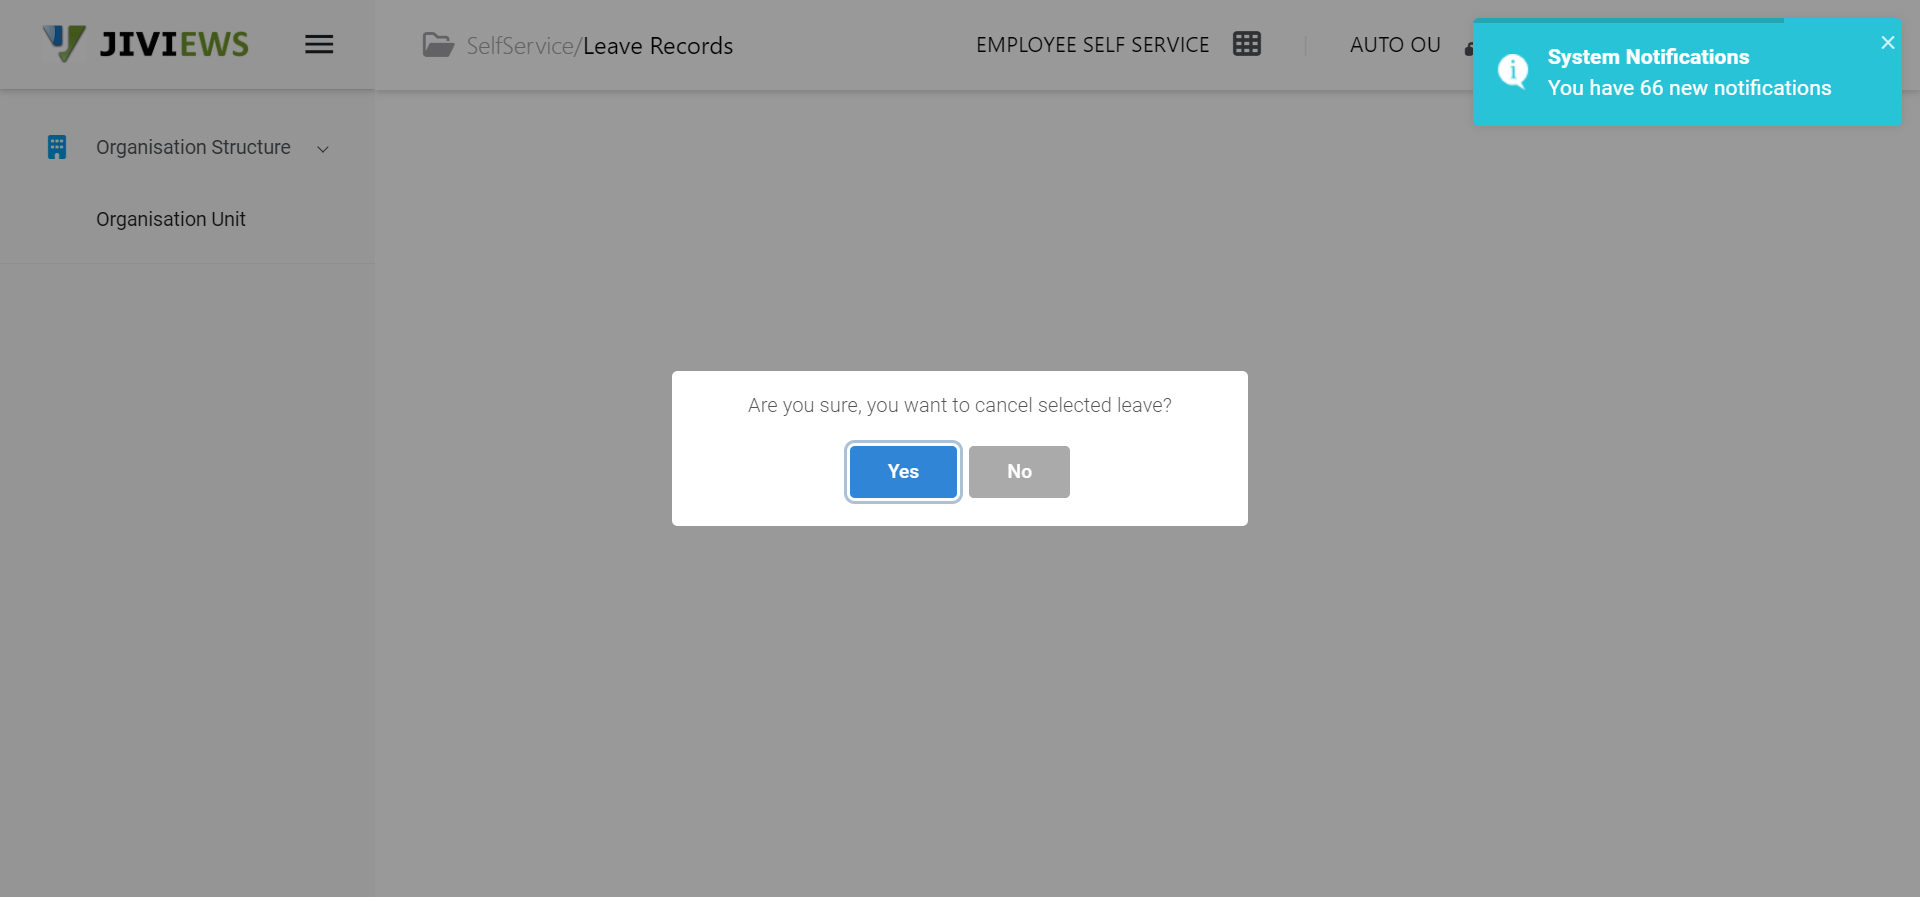 JIVIEWS
SelfService/Leave Records
EMPLOYEE SELF SERVICE
AUTO OU
System Notifications
You have 66 new notifications
Organisation Structure
Organisation Unit
Are you sure, you want to cancel selected leave?
Yes
No